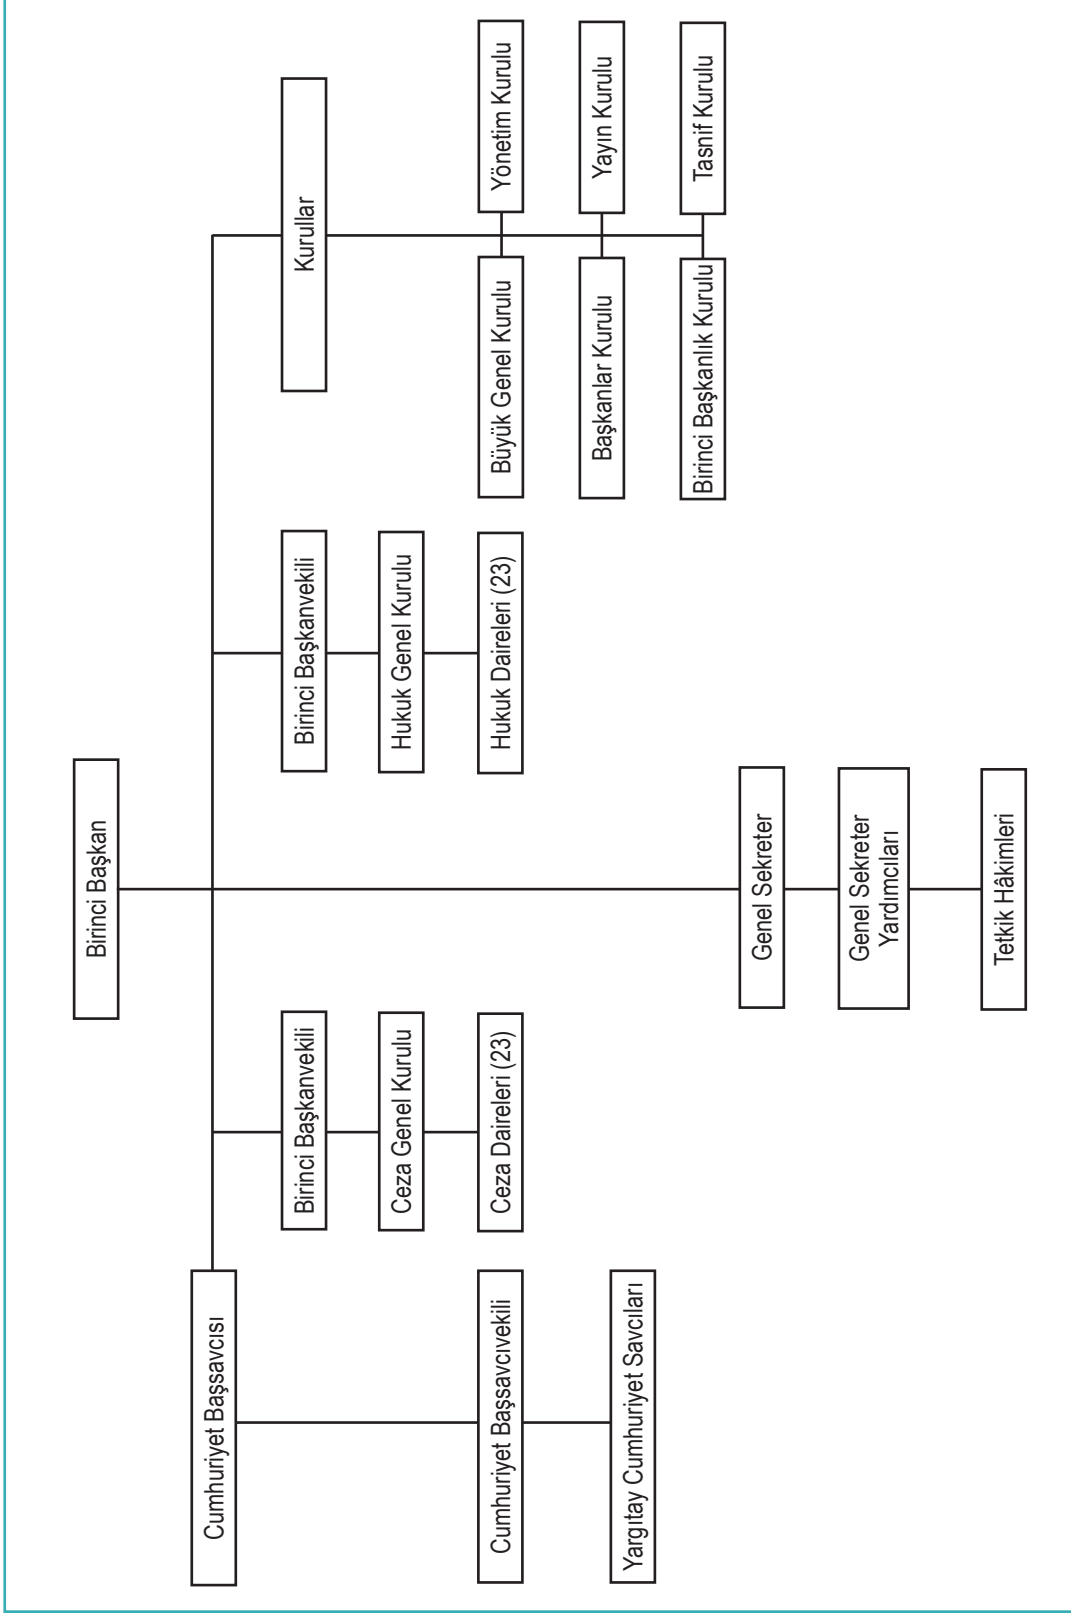 Birinci Başkan
Cumhuriyet Başsavcısı
Cumhuriyet Başsavcıvekili
Yargıtay Cumhuriyet Savcıları
Birinci Başkanvekili
Ceza Genel Kurulu
Ceza Daireleri (23)
Genel Sekreter
Genel Sekreter
Yardımcıları
Tetkik Hâkimleri
Birinci Başkanvekili
Hukuk Genel Kurulu
Hukuk Daireleri (23)
Kurullar
Büyük Genel Kurulu
Yönetim Kurulu
Başkanlar Kurulu
Yayın Kurulu
Birinci Başkanlık Kurulu
Tasnif Kurulu